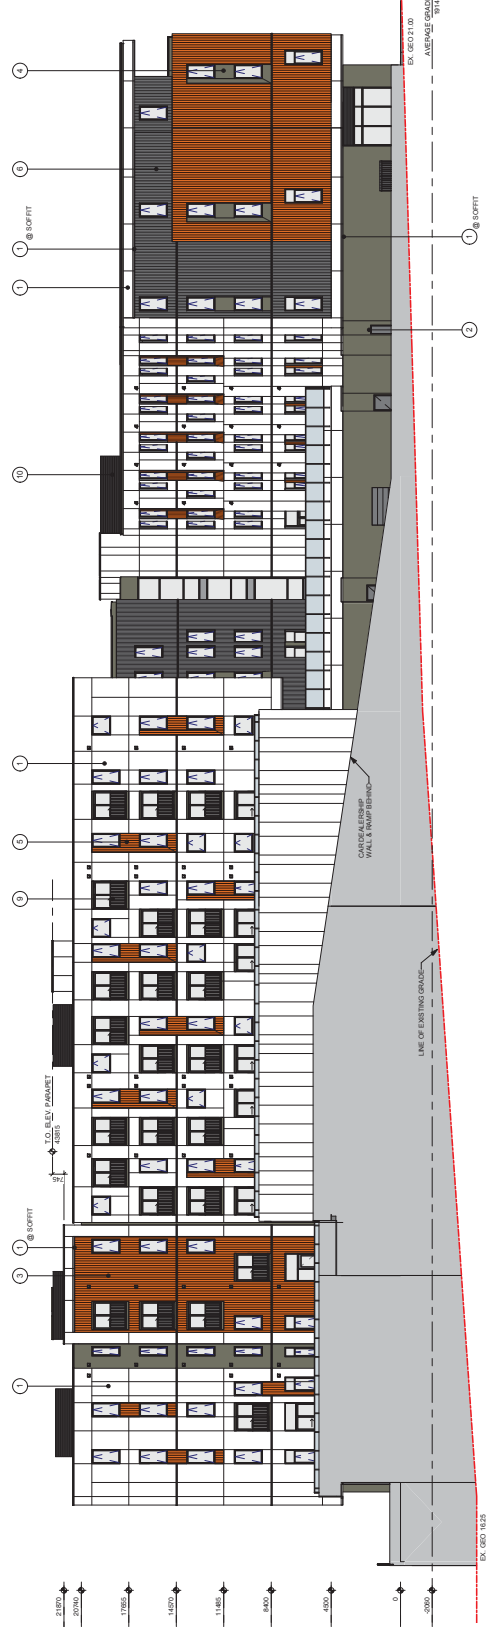 1
3
1
@ SOFFIT
745
T.O. ELEV. PARAPET
43815
9
5
1
10
1
1
@ SOFFIT
6
4
21870
20740
17655
14570
11485
8400
4500
0
-2050
EX. GEO 16.25
LINE OF EXISTING GRADE
CAR DEALERSHIP
WALL & RAMP BEHIND
2
1
@ SOFFIT
EX. GEO 21.00
AVERAGE GRADE
1914